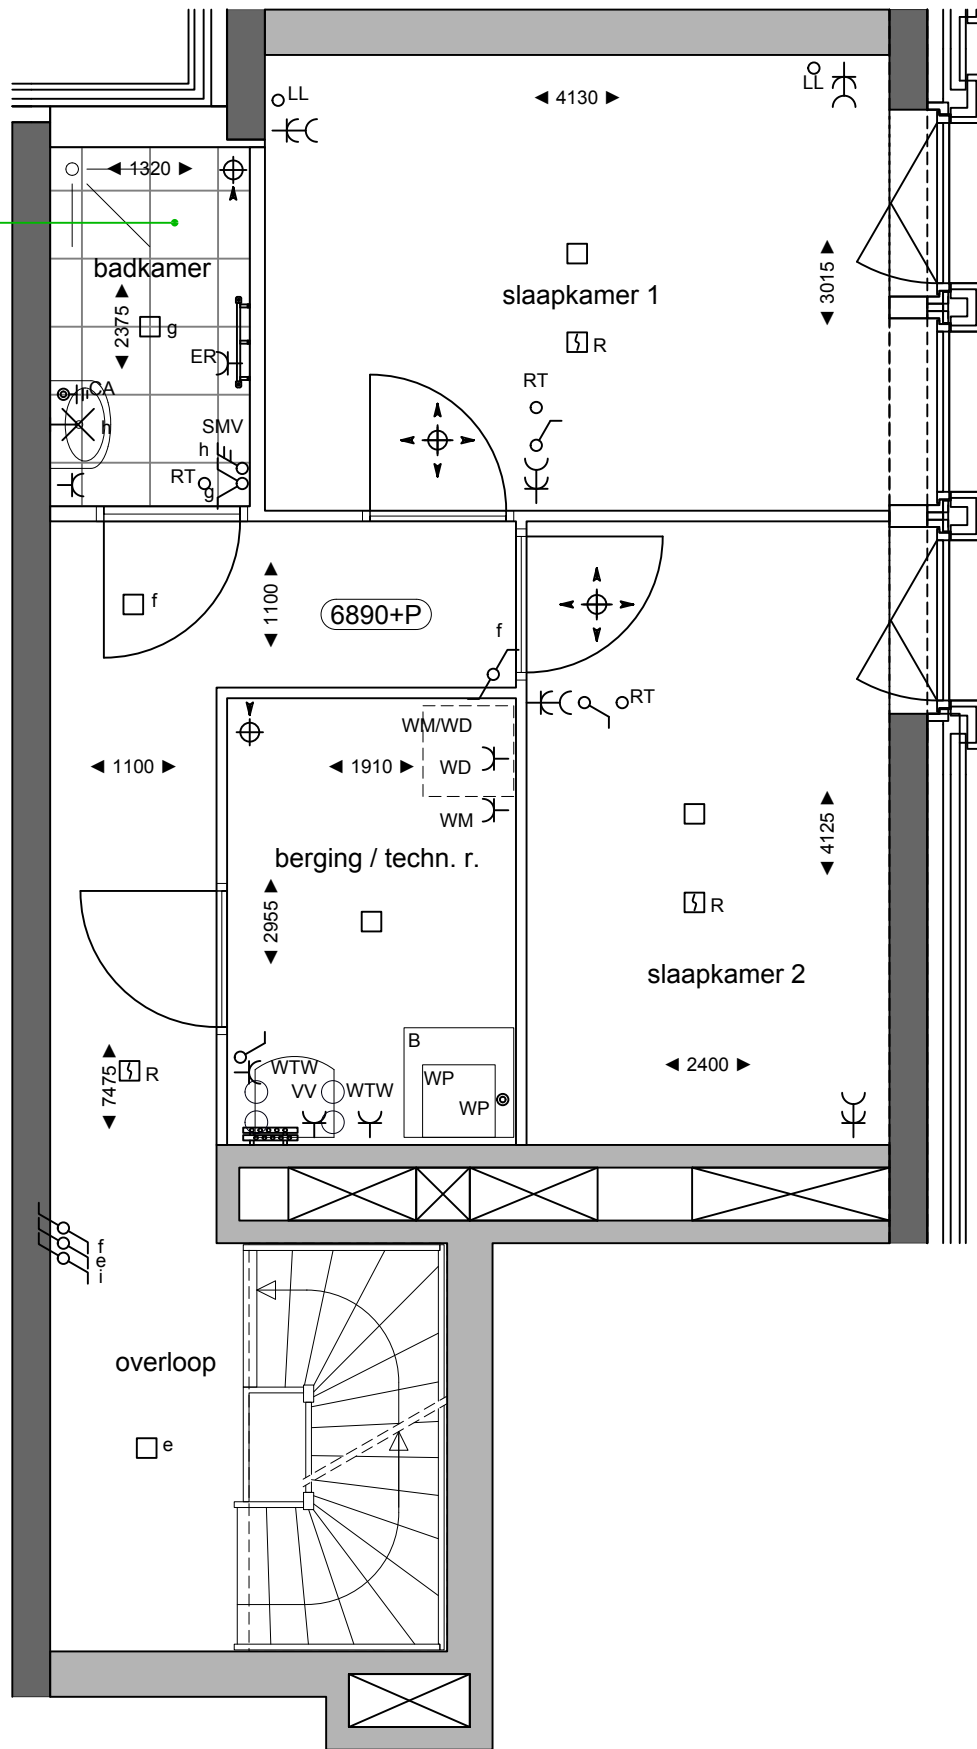 LL
LL
4130
1320
badkamer
3015
slaapkamer 1
2375
g
R
ER
RT
CA
h
SMV
h
RT
g
1100
f
6890+P
f
RT
WM/WD
1100
1910
WD
WM
4125
berging / techn. r.
2955
R
slaapkamer 2
B
7475
R
WTW
2400
WP
VV
WTW
WP
f
e
i
overloop
e